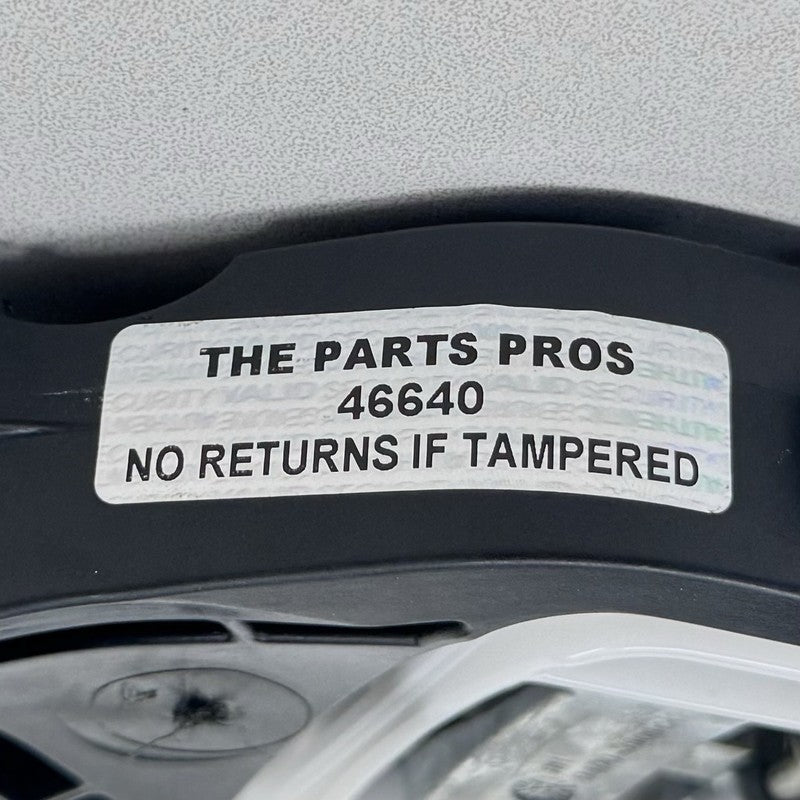 THE PARTS PROS
46640
NO RETURNS IF TAMPERED